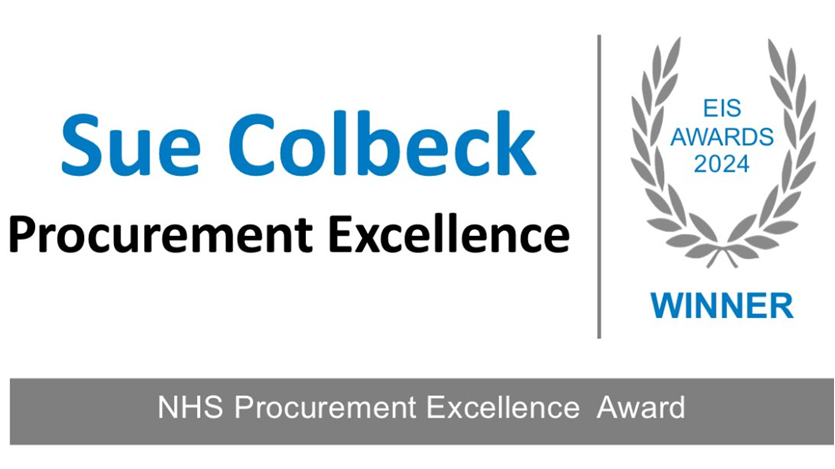 Sue Colbeck
Procurement Excellence
EIS
AWARDS
2024
WINNER
NHS Procurement Excellence Award